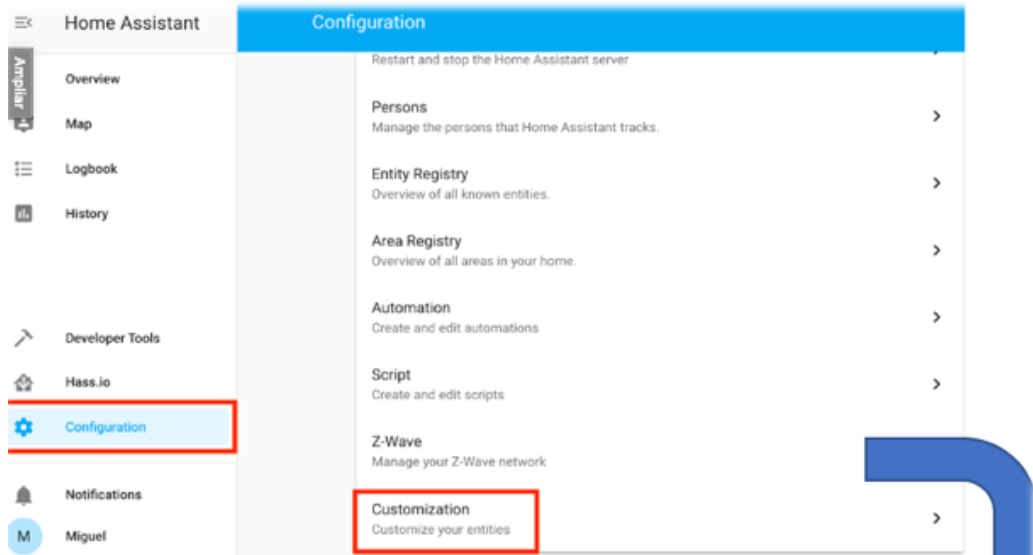 Home Assistant
Configuration
Ampliar
Overview
Map
Logbook
History
Developer Tools
Hass.io
Configuration
Notifications
M
Miguel
Restart and stop the Home Assistant server
Persons
Manage the persons that Home Assistant tracks.
Entity Registry
Overview of all known entities.
Area Registry
Overview of all areas in your home.
Automation
Create and edit automations
Script
Create and edit scripts
Z-Wave
Manage your Z-Wave network
Customization
Customize your entities